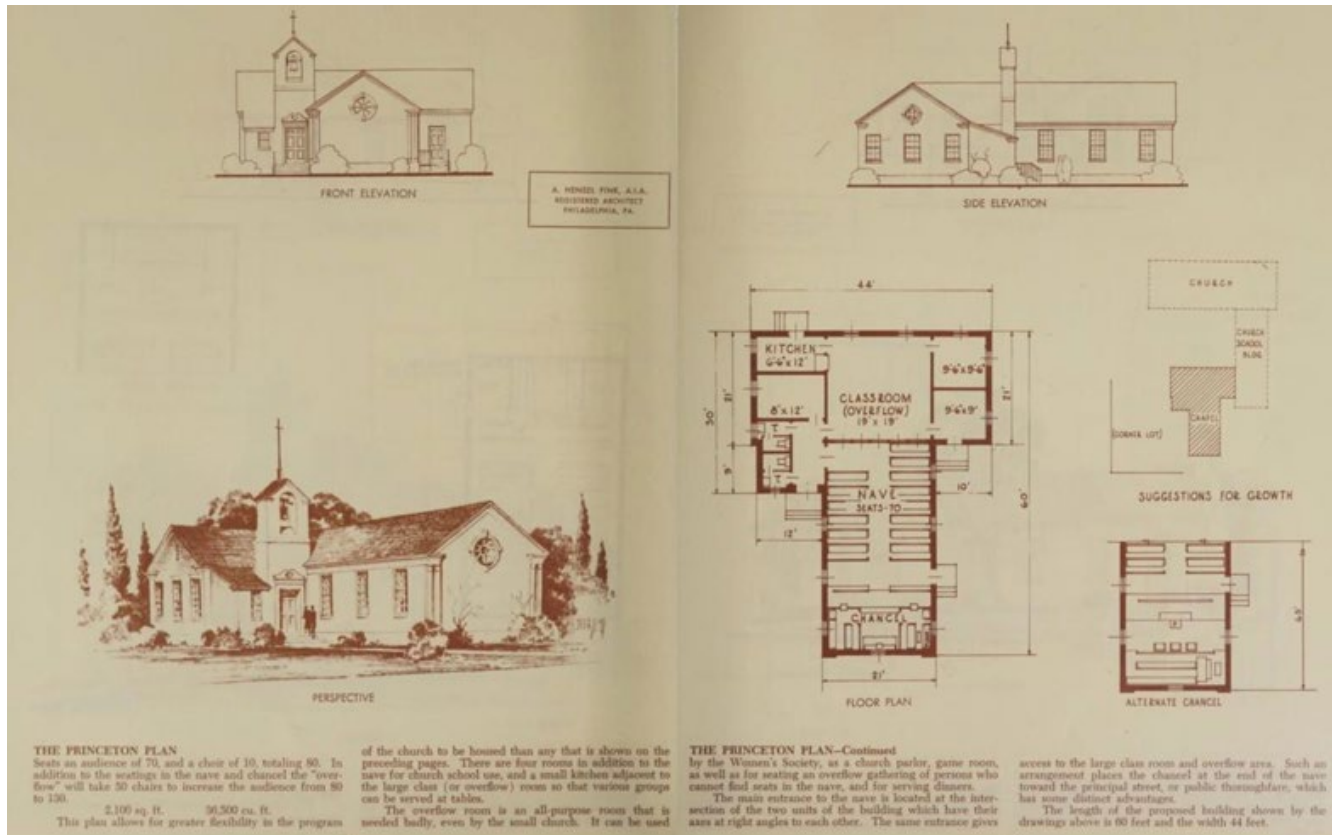 FRONT ELEVATION
A. HENSEL FINK, A.I.A.
REGISTERED ARCHITECT
PHILADELPHIA, PA.
PERSPECTIVE
THE PRINCETON PLAN
Seats an audience of 70, and a choir of 10, totaling 80. In
addition to the seatings in the nave and chancel the "over-
flow" will take 50 chairs to increase the audience from 80
to 130.
2,100 sq. ft. 36,500 cu. ft.
This plan allows for greater flexibility in the program
of the church to be housed than any that is shown on the
preceding pages. There are four rooms in addition to the
nave for church school use, and a small kitchen adjacent to
the large class (or overflow) room so that various groups
can be served at tables.
The overflow room is an all-purpose room that is
needed badly, even by the small church. It can be used
SIDE ELEVATION
44'
KITCHEN
6'-6" x 12'
9'-6" x 9'-6"
CLASSROOM
(OVERFLOW)
19' x 19'
8' x 12'
9'-6" x 9'
30'
21'
9'
21'
T
T
NAVE
SEATS-70
10'
12'
60'
CHANCEL
21'
FLOOR PLAN
CHURCH
CHURCH
SCHOOL
BLDG
CHAPEL
(CORNER LOT)
SUGGESTIONS FOR GROWTH
ALTERNATE CHANCEL
THE PRINCETON PLAN—Continued
by the Women's Society, as a church parlor, game room,
as well as for seating an overflow gathering of persons who
cannot find seats in the nave, and for serving dinners.
The main entrance to the nave is located at the inter-
section of the two units of the building which have their
axes at right angles to each other. The same entrance gives
access to the large class room and overflow area. Such an
arrangement places the chancel at the end of the nave
toward the principal street, or public thoroughfare, which
has some distinct advantages.
The length of the proposed building shown by the
drawings above is 60 feet and the width 44 feet.